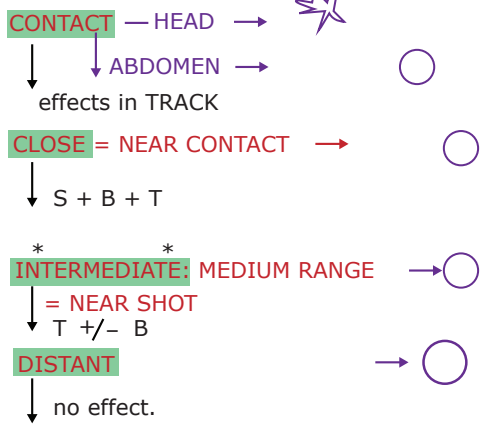 CONTACT — HEAD →
ABDOMEN →
effects in TRACK
CLOSE = NEAR CONTACT →
S + B + T
* *
INTERMEDIATE: MEDIUM RANGE →
= NEAR SHOT
T +/– B
DISTANT →
no effect.